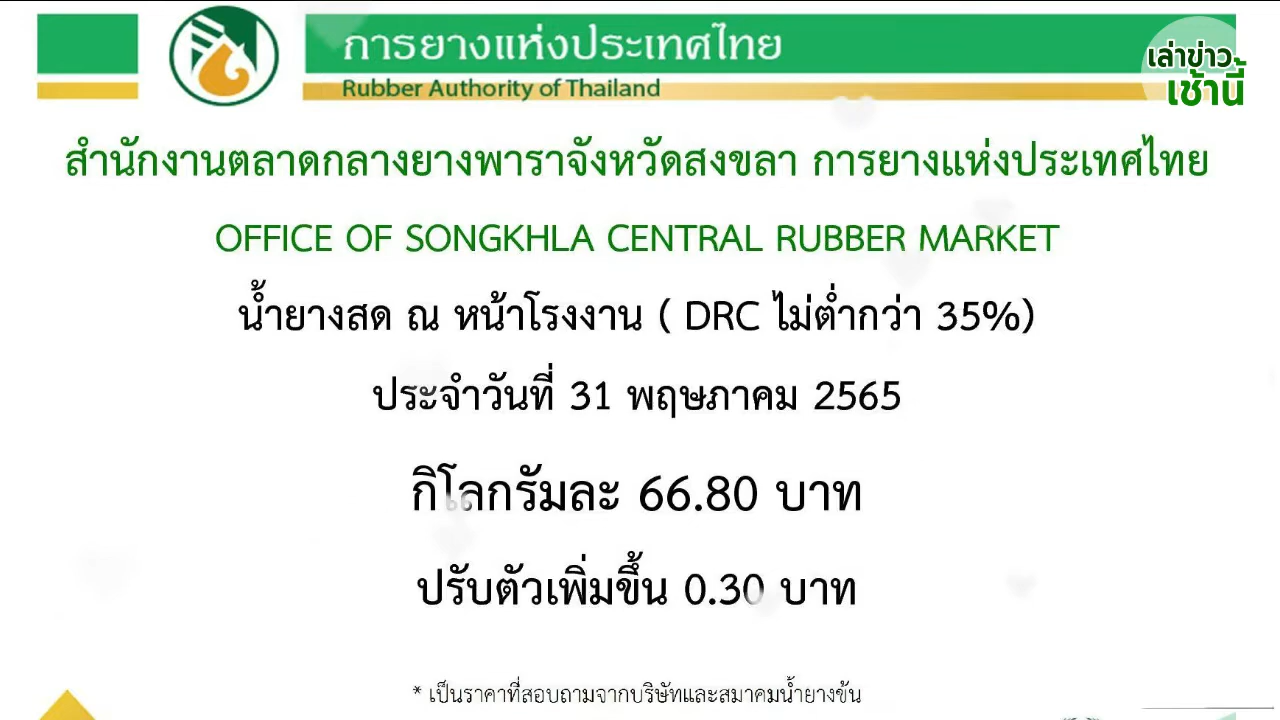 การยางแห่งประเทศไทย
Rubber Authority of Thailand
เล่าข่าว
เช้านี้
สำนักงานตลาดกลางยางพาราจังหวัดสงขลา การยางแห่งประเทศไทย
OFFICE OF SONGKHLA CENTRAL RUBBER MARKET
น้ำยางสด ณ หน้าโรงงาน ( DRC ไม่ต่ำกว่า 35%)
ประจำวันที่ 31 พฤษภาคม 2565
กิโลกรัมละ 66.80 บาท
ปรับตัวเพิ่มขึ้น 0.30 บาท
* เป็นราคาที่สอบถามจากบริษัทและสมาคมน้ำยางข้น